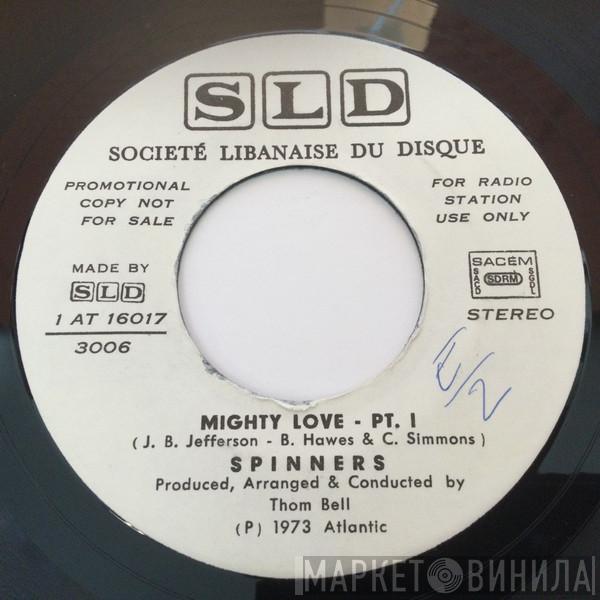 SLD
SOCIETÉ LIBANAISE DU DISQUE
PROMOTIONAL
COPY NOT
FOR SALE
FOR RADIO
STATION
USE ONLY
MADE BY
SLD
1 AT 16017
3006
SACEM
SACD
SDRM
SGDL
STEREO
E/2
MIGHTY LOVE - PT. I
( J. B. Jefferson - B. Hawes & C. Simmons )
SPINNERS
Produced, Arranged & Conducted by
Thom Bell
(P) 1973 Atlantic
МАРКЕТ ВИНИЛА